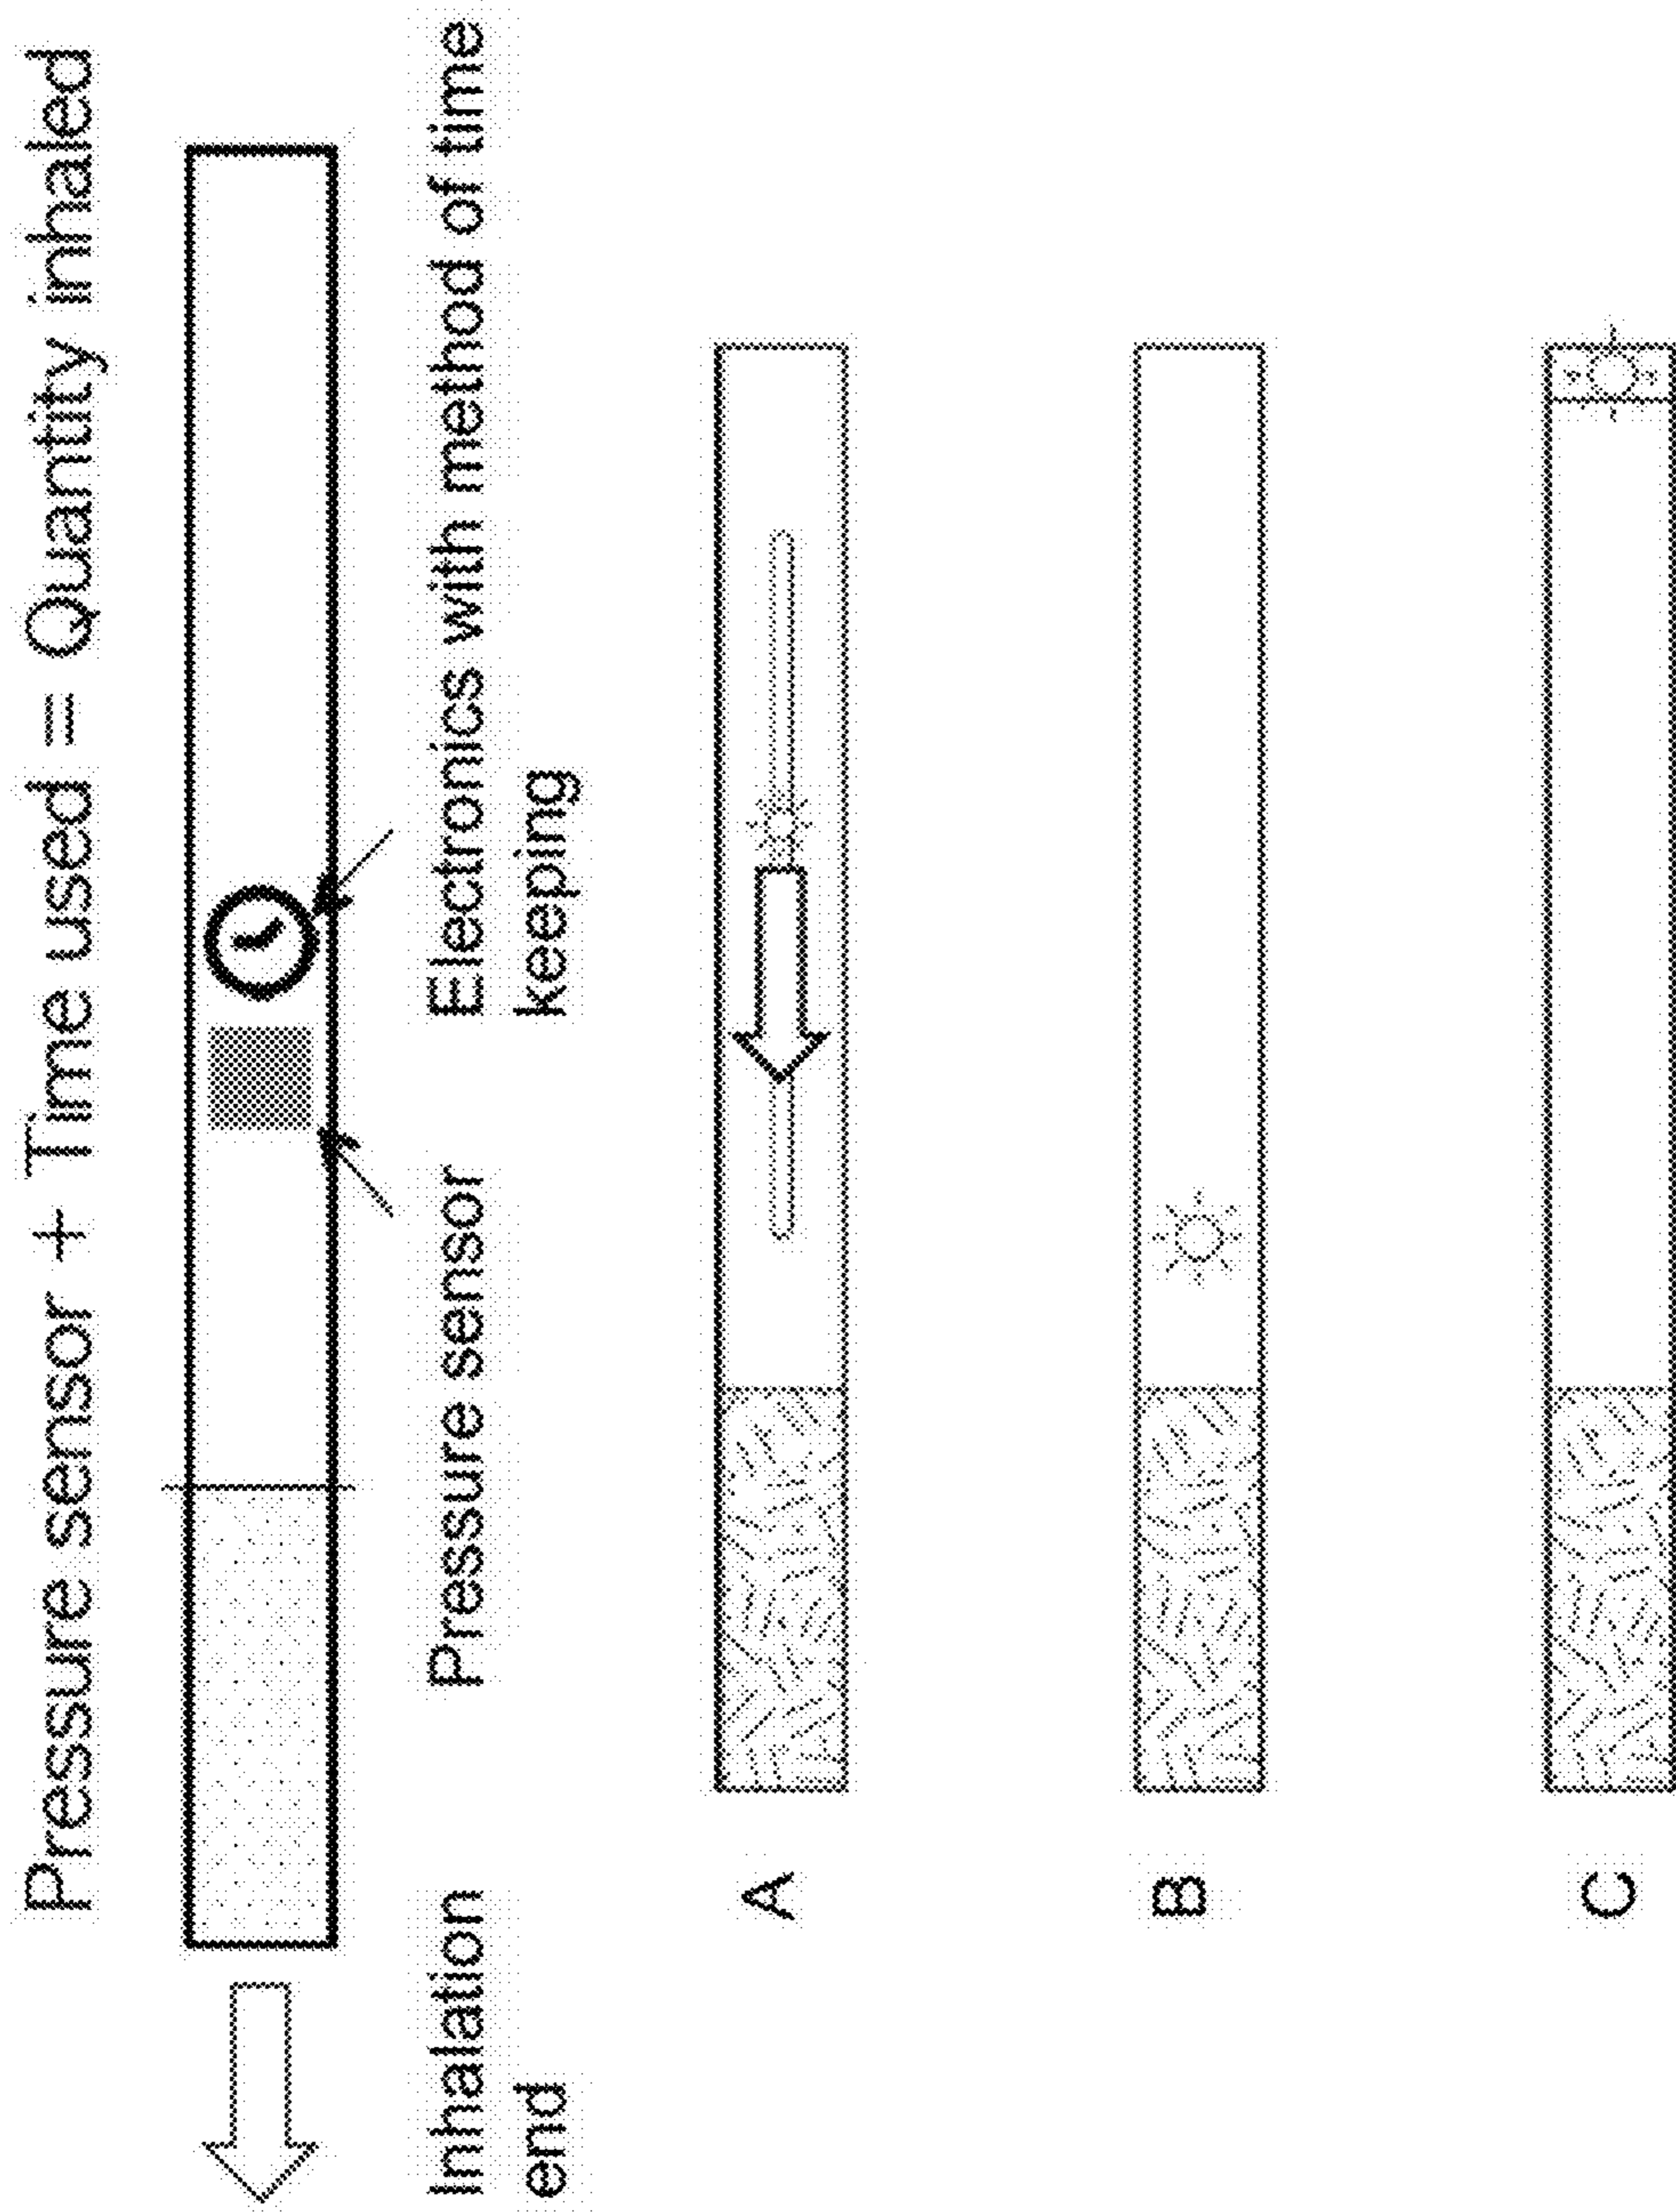 Pressure sensor + Time used = Quantity inhaled
Inhalation
end
Pressure sensor
Electronics with method of time
keeping
A
B
C